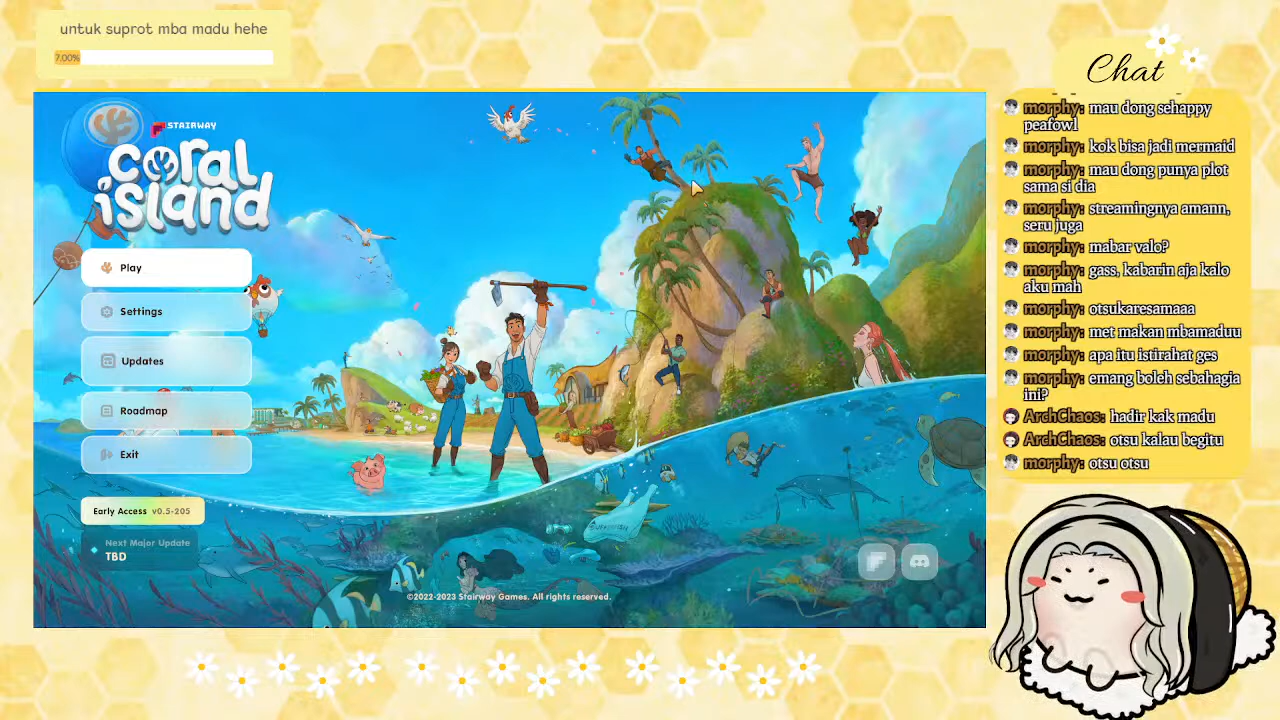 untuk suprot mba madu hehe
7.00%
STAIRWAY
coral
island
Play
Settings
Updates
Roadmap
Exit
Early Access v0.5-205
Next Major Update
TBD
©2022-2023 Stairway Games. All rights reserved.
Chat
morphy: mau dong sehappy
peafowl
morphy: kok bisa jadi mermaid
morphy: mau dong punya plot
sama si dia
morphy: streamingnya amann,
seru juga
morphy: mabar valo?
morphy: gass, kabarin aja kalo
aku mah
morphy: otsukaresamaaa
morphy: met makan mbamaduu
morphy: apa itu istirahat ges
morphy: emang boleh sebahagia
ini?
ArchChaos: hadir kak madu
ArchChaos: otsu kalau begitu
morphy: otsu otsu